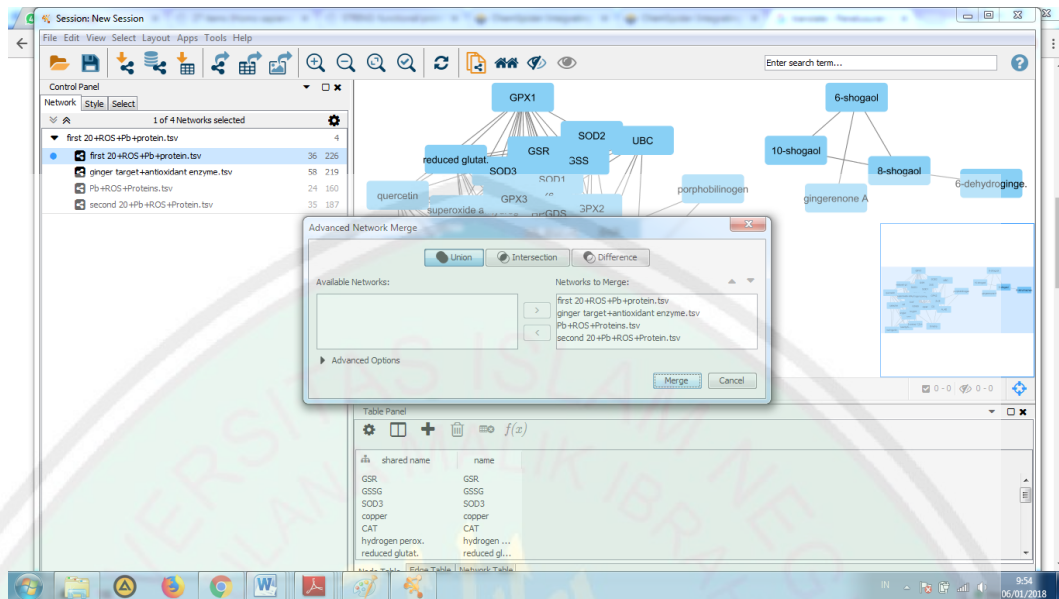 Session: New Session
File Edit View Select Layout Apps Tools Help
Enter search term...
Control Panel
Network Style Select
1 of 4 Networks selected
first 20+ROS+Pb+protein.tsv 4
first 20+ROS+Pb+protein.tsv 36 226
ginger target+antioxidant enzyme.tsv 58 219
Pb+ROS+Proteins.tsv 24 160
second 20+Pb+ROS+Protein.tsv 35 187
GPX1
SOD2
UBC
GSR
GSS
reduced glutat.
SOD3
SOD1
quercetin
GPX3
GPX2
superoxide a
porphobilinogen
6-shogaol
10-shogaol
8-shogaol
6-dehydroginge.
gingerenone A
Advanced Network Merge
Union Intersection Difference
Available Networks: Networks to Merge:
first 20+ROS+Pb+protein.tsv
ginger target+antioxidant enzyme.tsv
Pb+ROS+Proteins.tsv
second 20+Pb+ROS+Protein.tsv
Advanced Options
Merge Cancel
0 - 0 0 - 0
Table Panel
f(x)
shared name name
GSR GSR
GSSG GSSG
SOD3 SOD3
copper copper
CAT CAT
hydrogen perox. hydrogen ...
reduced glutat. reduced gl...
Node Table Edge Table Network Table
IN 9:54
06/01/2018